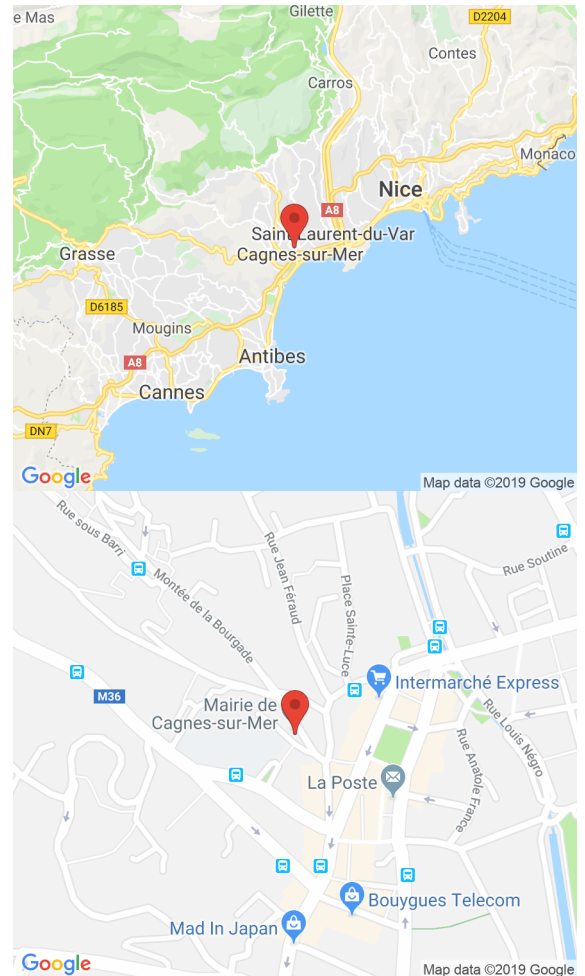 Gilette
e Mas
D2204
Contes
Carros
Monaco
Nice
A8
Saint-Laurent-du-Var
Grasse
Cagnes-sur-Mer
D6185
Mougins
Antibes
A8
Cannes
DN7
Google
Map data ©2019 Google
Rue sous Barri
Rue Jean Féraud
Rue Soutine
Montée de la Bourgade
Place Sainte-Luce
Intermarché Express
M36
Mairie de
Cagnes-sur-Mer
Rue Louis Négro
La Poste
Rue Anatole France
Bouygues Telecom
Mad In Japan
Google
Map data ©2019 Google